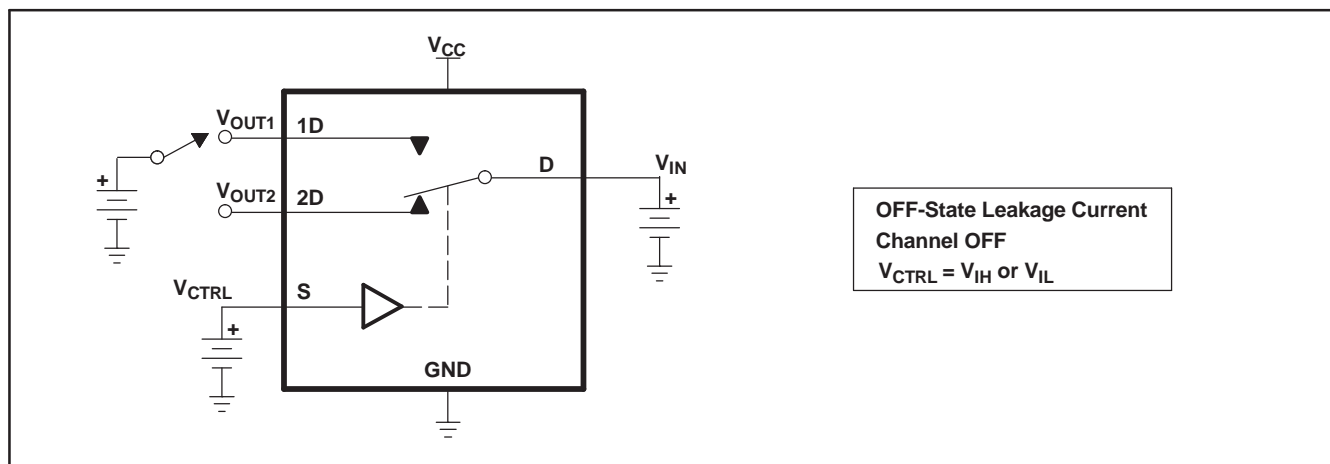 VCC
VOUT1
1D
+
D
VIN
VOUT2
2D
+
VCTRL
S
+
GND
OFF-State Leakage Current
Channel OFF
VCTRL = VIH or VIL